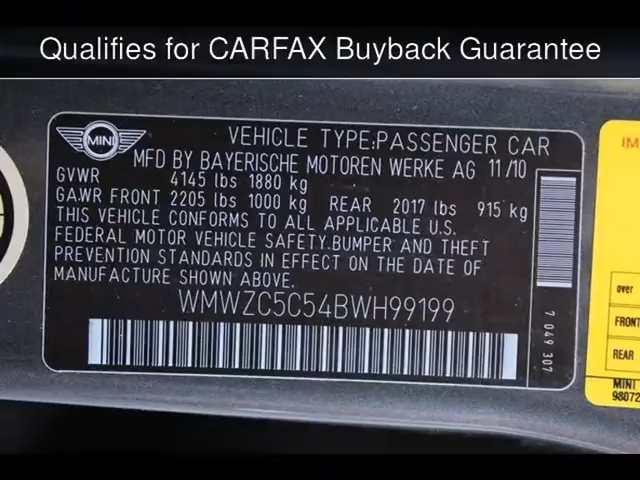 Qualifies for CARFAX Buyback Guarantee
MINI
VEHICLE TYPE:PASSENGER CAR
MFD BY BAYERISCHE MOTOREN WERKE AG 11/10
GVWR 4145 lbs 1880 kg
GAWR FRONT 2205 lbs 1000 kg REAR 2017 lbs 915 kg
THIS VEHICLE CONFORMS TO ALL APPLICABLE U.S.
FEDERAL MOTOR VEHICLE SAFETY.BUMPER AND THEFT
PREVENTION STANDARDS IN EFFECT ON THE DATE OF
MANUFACTURE SHOWN ABOVE.
WMWZC5C54BWH99199
7 049 307
IM
over
FRONT
REAR
MINI
98072